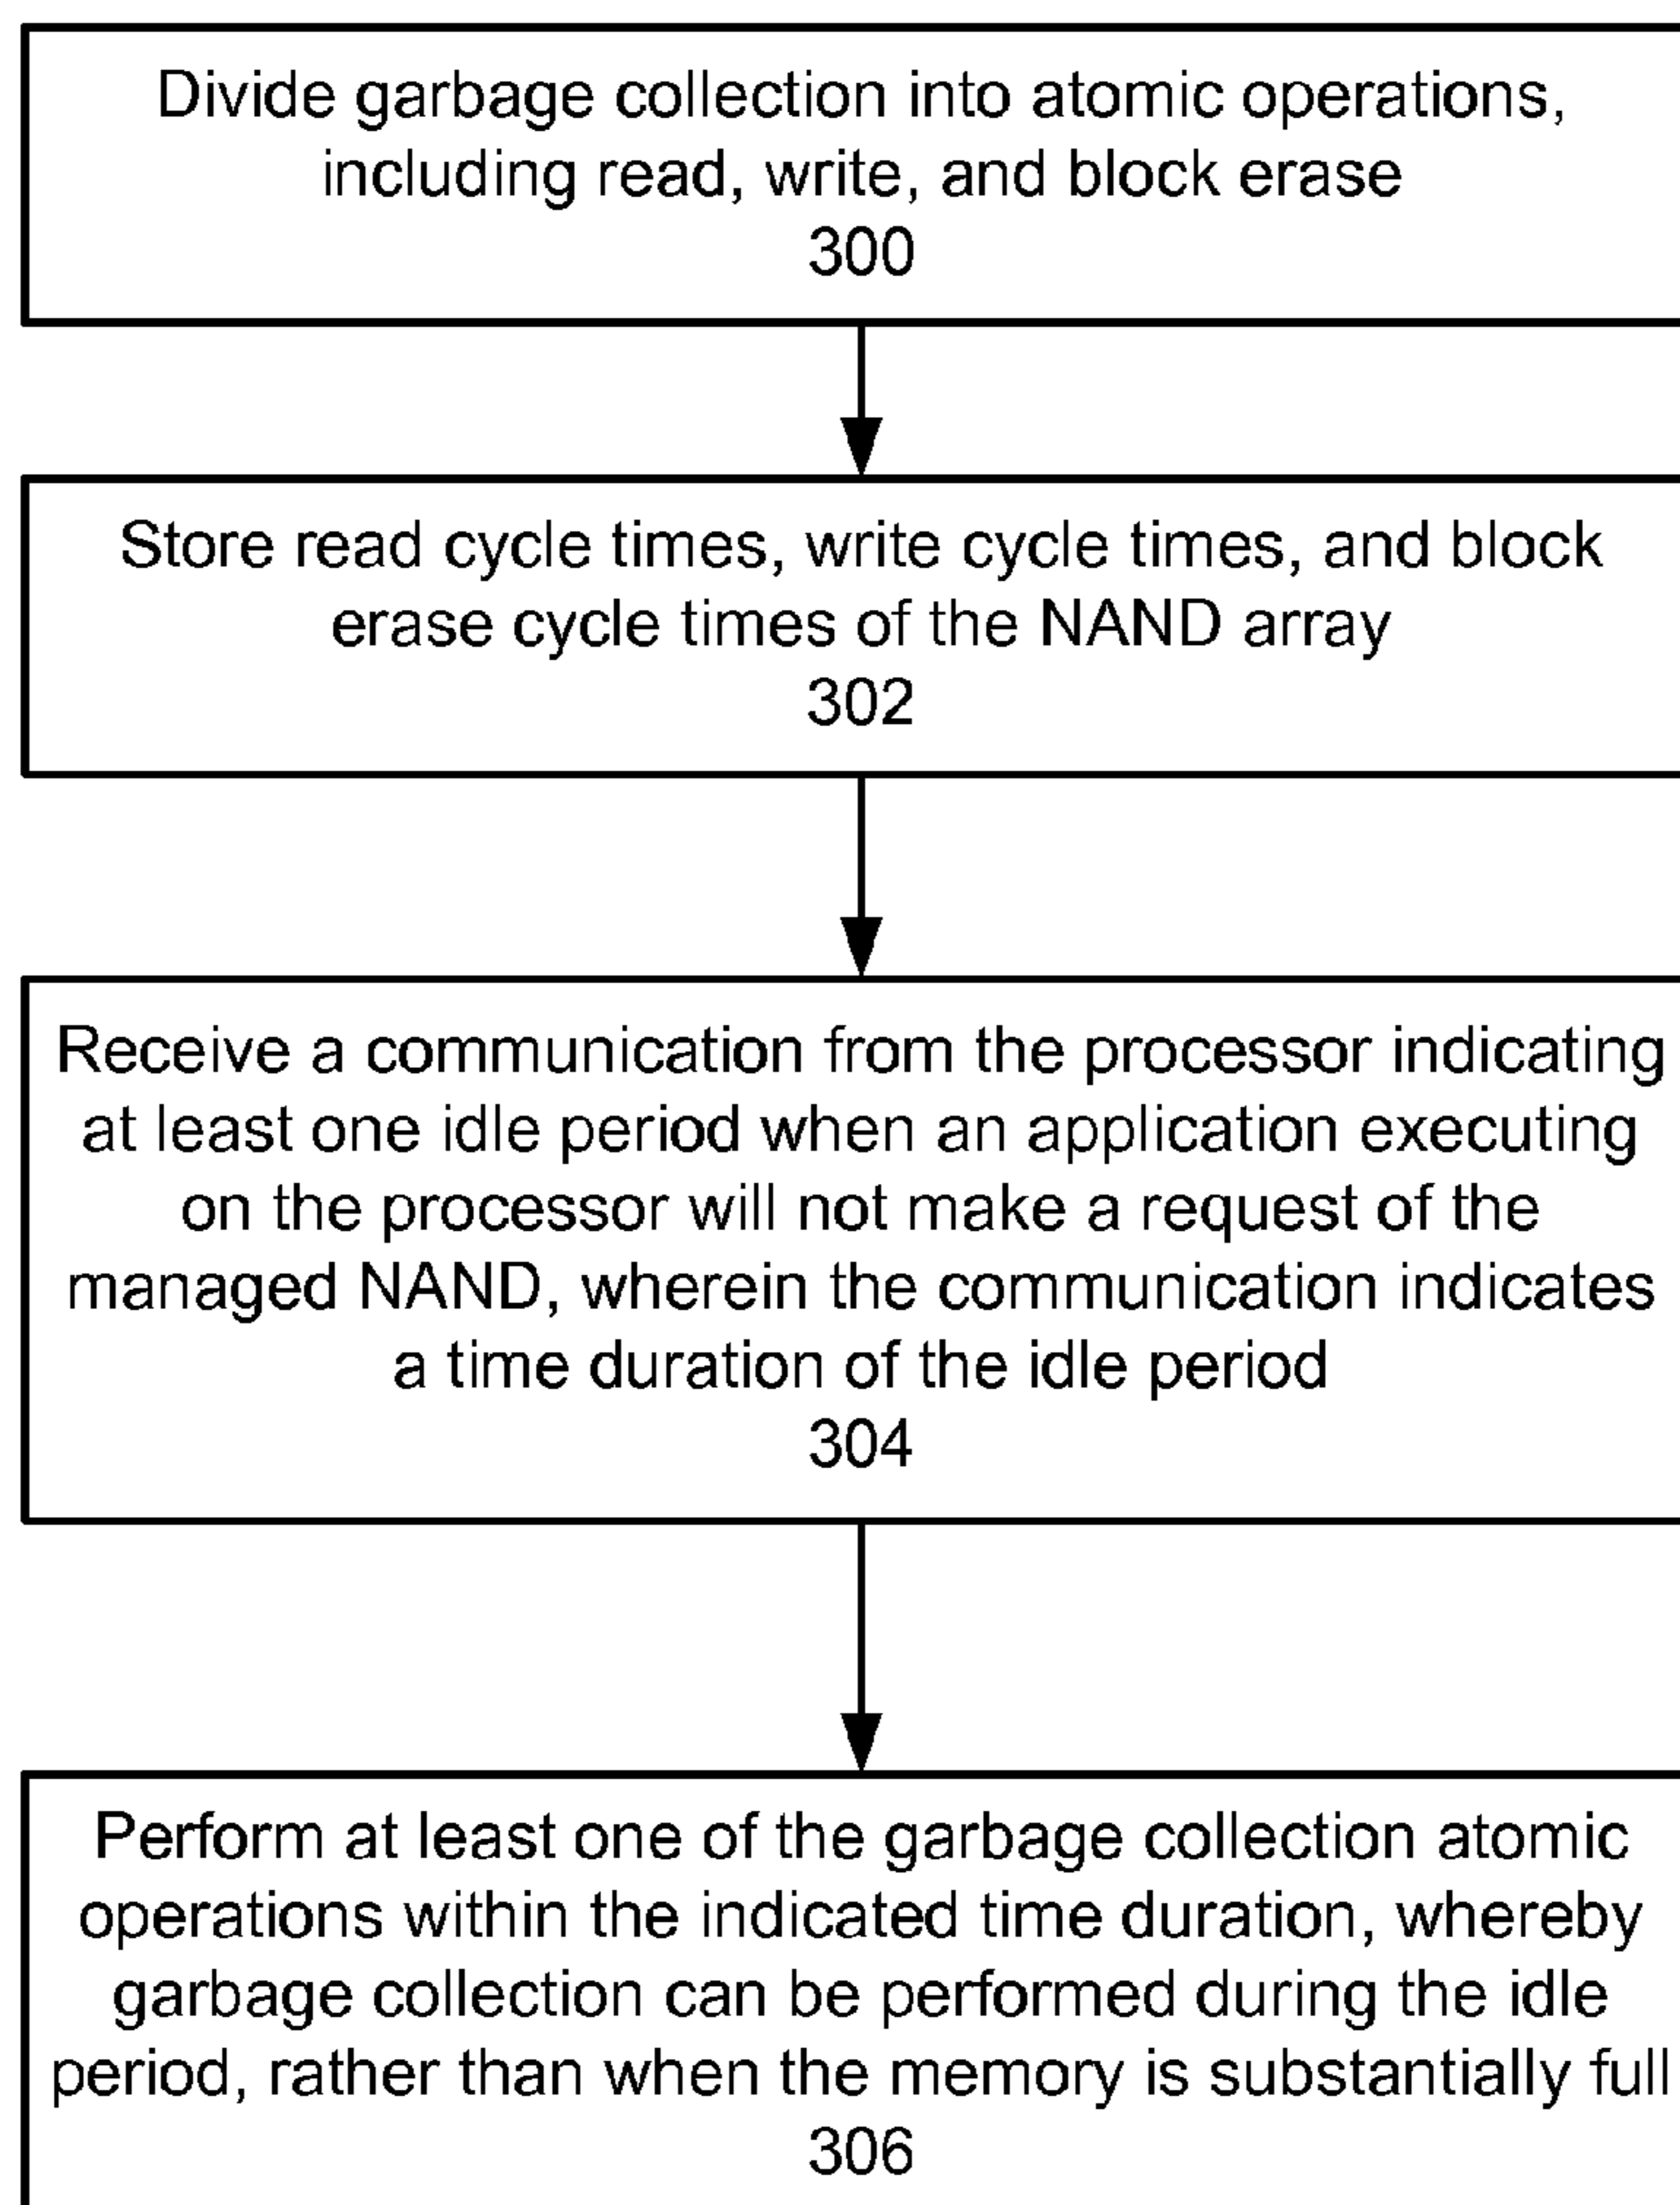 Divide garbage collection into atomic operations,
including read, write, and block erase
300
Store read cycle times, write cycle times, and block
erase cycle times of the NAND array
302
Receive a communication from the processor indicating
at least one idle period when an application executing
on the processor will not make a request of the
managed NAND, wherein the communication indicates
a time duration of the idle period
304
Perform at least one of the garbage collection atomic
operations within the indicated time duration, whereby
garbage collection can be performed during the idle
period, rather than when the memory is substantially full
306